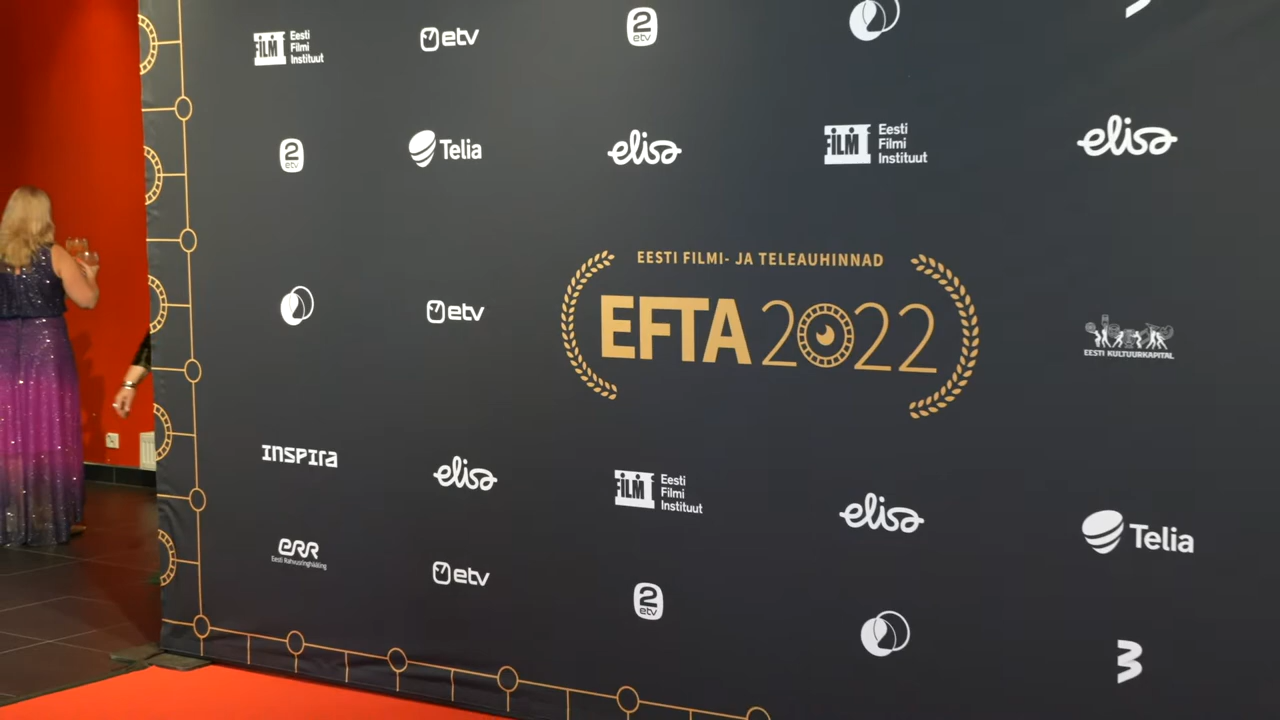 FILM
Eesti
Filmi
Instituut
etv
2
etv
3
2
etv
Telia
elisa
FILM
Eesti
Filmi
Instituut
elisa
EESTI FILMI- JA TELEAUHINNAD
EFTA 2022
etv
EESTI KULTUURKAPITAL
INSPIRA
elisa
FILM
Eesti
Filmi
Instituut
elisa
Telia
ERR
Eesti Rahvusringhääling
etv
2
etv
3